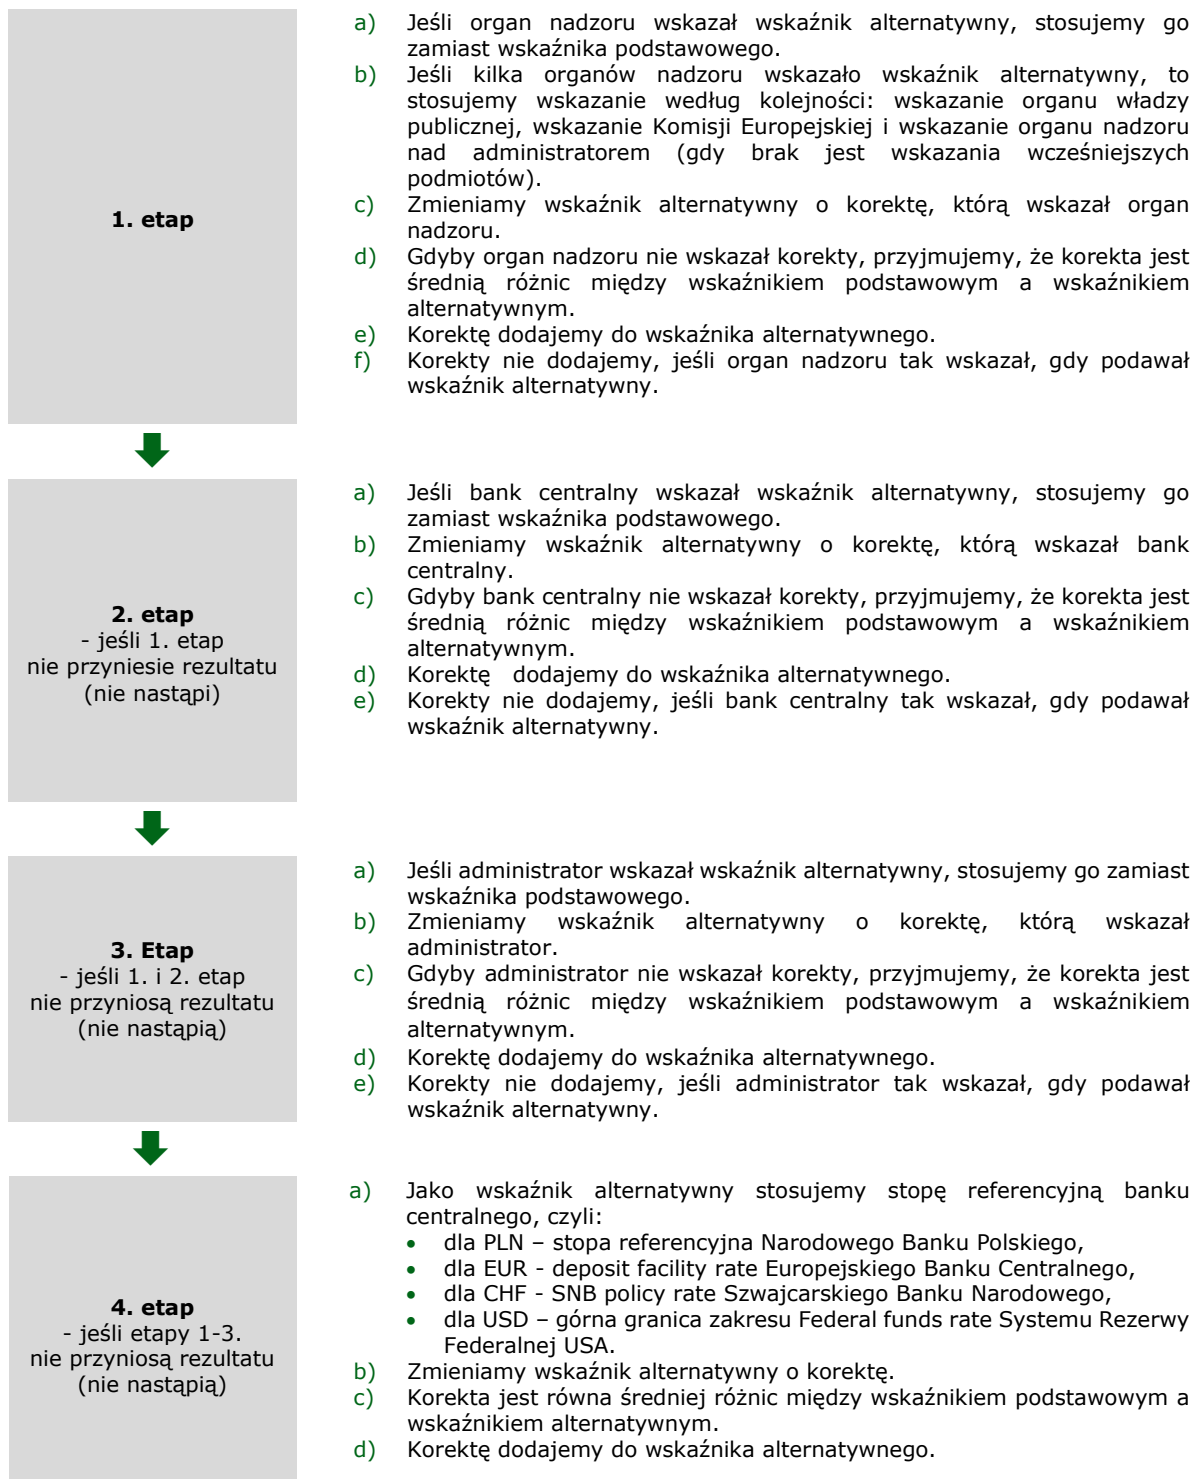 1. etap
a) Jeśli organ nadzoru wskazał wskaźnik alternatywny, stosujemy go
zamiast wskaźnika podstawowego.
b) Jeśli kilka organów nadzoru wskazało wskaźnik alternatywny, to
stosujemy wskazanie według kolejności: wskazanie organu władzy
publicznej, wskazanie Komisji Europejskiej i wskazanie organu nadzoru
nad administratorem (gdy brak jest wskazania wcześniejszych
podmiotów).
c) Zmieniamy wskaźnik alternatywny o korektę, którą wskazał organ
nadzoru.
d) Gdyby organ nadzoru nie wskazał korekty, przyjmujemy, że korekta jest
średnią różnic między wskaźnikiem podstawowym a wskaźnikiem
alternatywnym.
e) Korektę dodajemy do wskaźnika alternatywnego.
f) Korekty nie dodajemy, jeśli organ nadzoru tak wskazał, gdy podawał
wskaźnik alternatywny.
2. etap
- jeśli 1. etap
nie przyniesie rezultatu
(nie nastąpi)
a) Jeśli bank centralny wskazał wskaźnik alternatywny, stosujemy go
zamiast wskaźnika podstawowego.
b) Zmieniamy wskaźnik alternatywny o korektę, którą wskazał bank
centralny.
c) Gdyby bank centralny nie wskazał korekty, przyjmujemy, że korekta jest
średnią różnic między wskaźnikiem podstawowym a wskaźnikiem
alternatywnym.
d) Korektę dodajemy do wskaźnika alternatywnego.
e) Korekty nie dodajemy, jeśli bank centralny tak wskazał, gdy podawał
wskaźnik alternatywny.
3. Etap
- jeśli 1. i 2. etap
nie przyniosą rezultatu
(nie nastąpią)
a) Jeśli administrator wskazał wskaźnik alternatywny, stosujemy go zamiast
wskaźnika podstawowego.
b) Zmieniamy wskaźnik alternatywny o korektę, którą wskazał
administrator.
c) Gdyby administrator nie wskazał korekty, przyjmujemy, że korekta jest
średnią różnic między wskaźnikiem podstawowym a wskaźnikiem
alternatywnym.
d) Korektę dodajemy do wskaźnika alternatywnego.
e) Korekty nie dodajemy, jeśli administrator tak wskazał, gdy podawał
wskaźnik alternatywny.
4. etap
- jeśli etapy 1-3.
nie przyniosą rezultatu
(nie nastąpią)
a) Jako wskaźnik alternatywny stosujemy stopę referencyjną banku
centralnego, czyli:
• dla PLN – stopa referencyjna Narodowego Banku Polskiego,
• dla EUR - deposit facility rate Europejskiego Banku Centralnego,
• dla CHF - SNB policy rate Szwajcarskiego Banku Narodowego,
• dla USD – górna granica zakresu Federal funds rate Systemu Rezerwy
Federalnej USA.
b) Zmieniamy wskaźnik alternatywny o korektę.
c) Korekta jest równa średniej różnic między wskaźnikiem podstawowym a
wskaźnikiem alternatywnym.
d) Korektę dodajemy do wskaźnika alternatywnego.